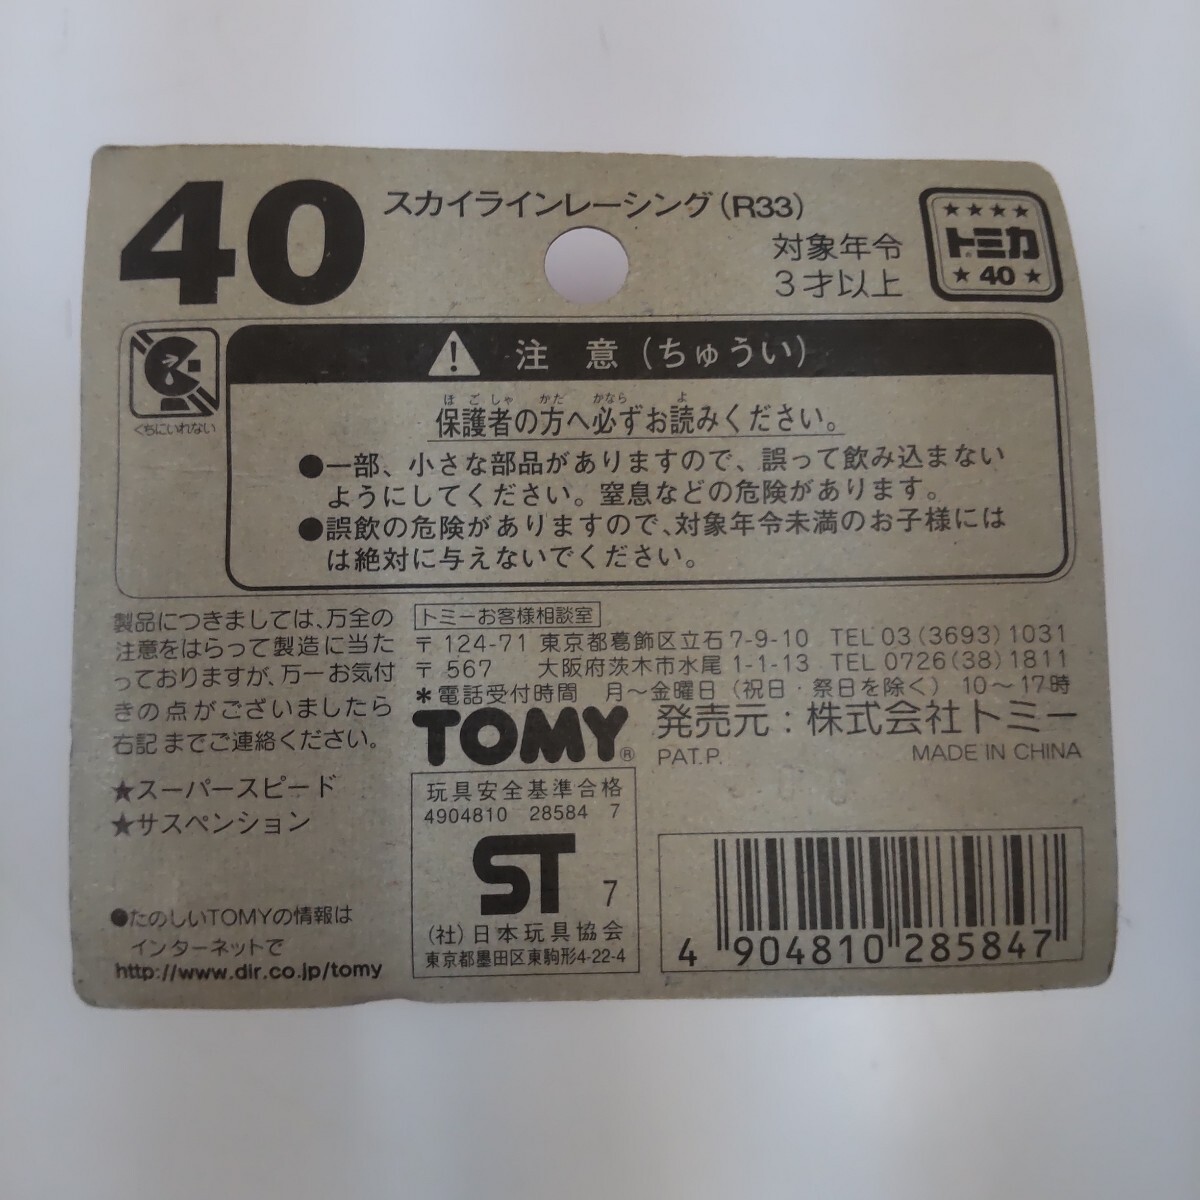 40
スカイラインレーシング(R33)
対象年令
3才以上
★★★★
トミカ®
★40★
くちにいれない
注 意(ちゅうい)
ほごしゃ かた かなら よ
保護者の方へ必ずお読みください。
●一部、小さな部品がありますので、誤って飲み込まない
ようにしてください。窒息などの危険があります。
●誤飲の危険がありますので、対象年令未満のお子様には
は絶対に与えないでください。
製品につきましては、万全の
注意をはらって製造に当た
っておりますが、万一お気付
きの点がございましたら
右記までご連絡ください。
★スーパースピード
★サスペンション
●たのしいTOMYの情報は
インターネットで
http://www.dir.co.jp/tomy
トミーお客様相談室
〒124-71 東京都葛飾区立石7-9-10 TEL 03(3693)1031
〒567 大阪府茨木市水尾1-1-13 TEL 0726(38)1811
*電話受付時間 月~金曜日(祝日・祭日を除く) 10~17時
TOMY® 発売元:株式会社トミー
PAT.P. MADE IN CHINA
玩具安全基準合格
4904810 28584 7
ST 7
(社)日本玩具協会
東京都墨田区東駒形4-22-4
4 904810 285847